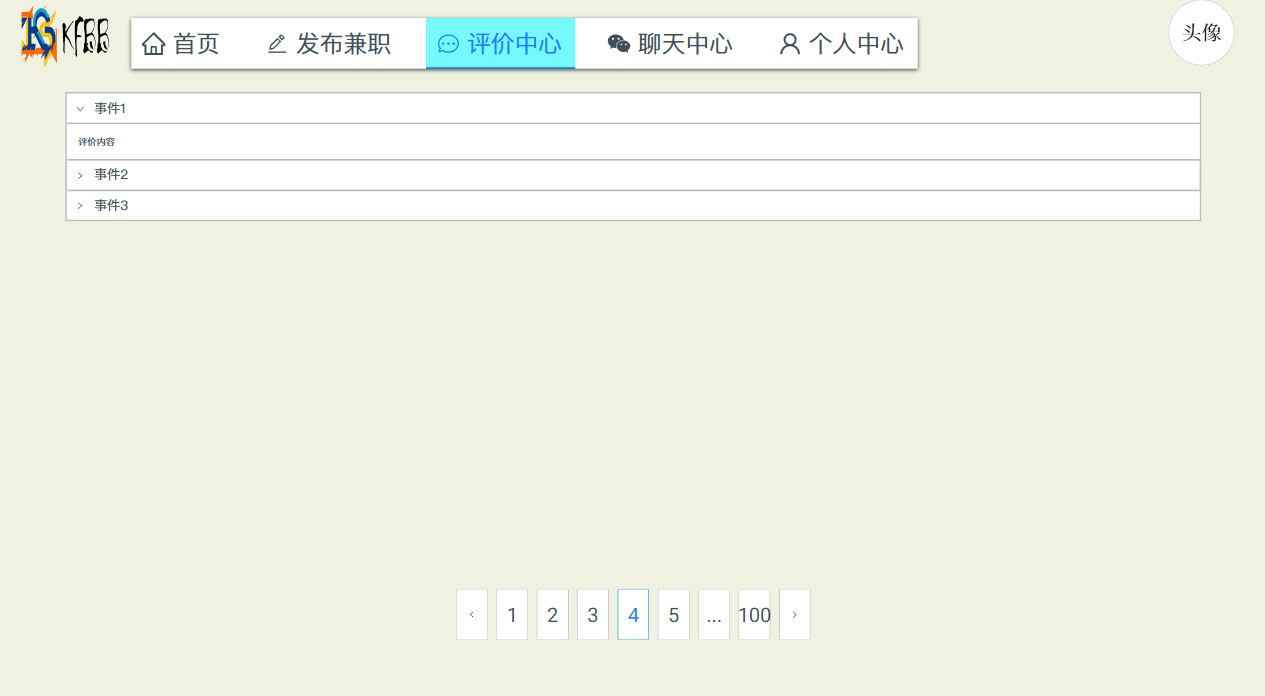 KFBB
首页
发布兼职
评价中心
聊天中心
个人中心
头像
事件1
评价内容
事件2
事件3
1 2 3 4 5 ... 100